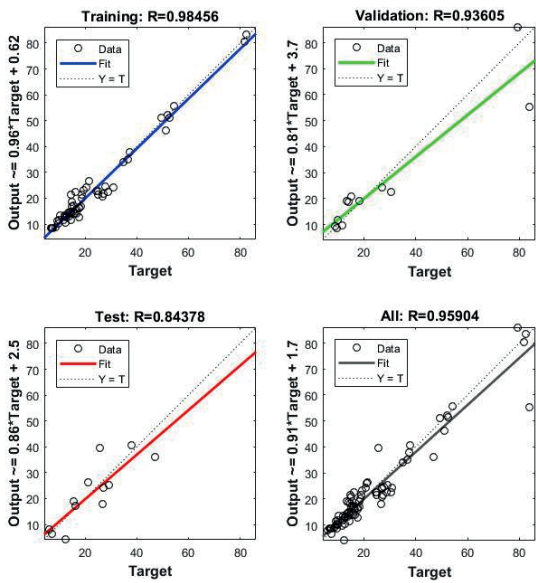 Training: R=0.98456
Output ~= 0.96*Target + 0.62
80
70
60
50
40
30
20
10
Data
Fit
Y = T
20
40
60
80
Target
Validation: R=0.93605
Output ~= 0.81*Target + 3.7
80
70
60
50
40
30
20
10
Data
Fit
Y = T
20
40
60
80
Target
Test: R=0.84378
Output ~= 0.86*Target + 2.5
80
70
60
50
40
30
20
10
Data
Fit
Y = T
20
40
60
80
Target
All: R=0.95904
Output ~= 0.91*Target + 1.7
80
70
60
50
40
30
20
10
Data
Fit
Y = T
20
40
60
80
Target